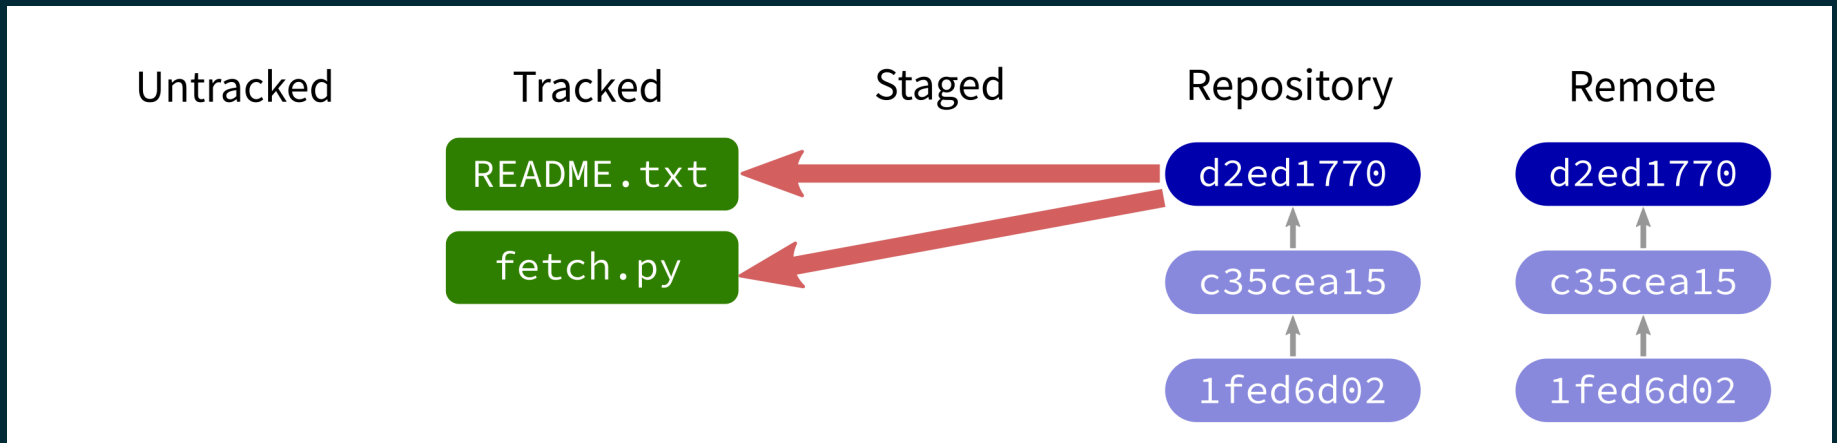 Untracked Tracked Staged Repository Remote
README.txt d2ed1770 d2ed1770
fetch.py
c35cea15 c35cea15
1fed6d02 1fed6d02